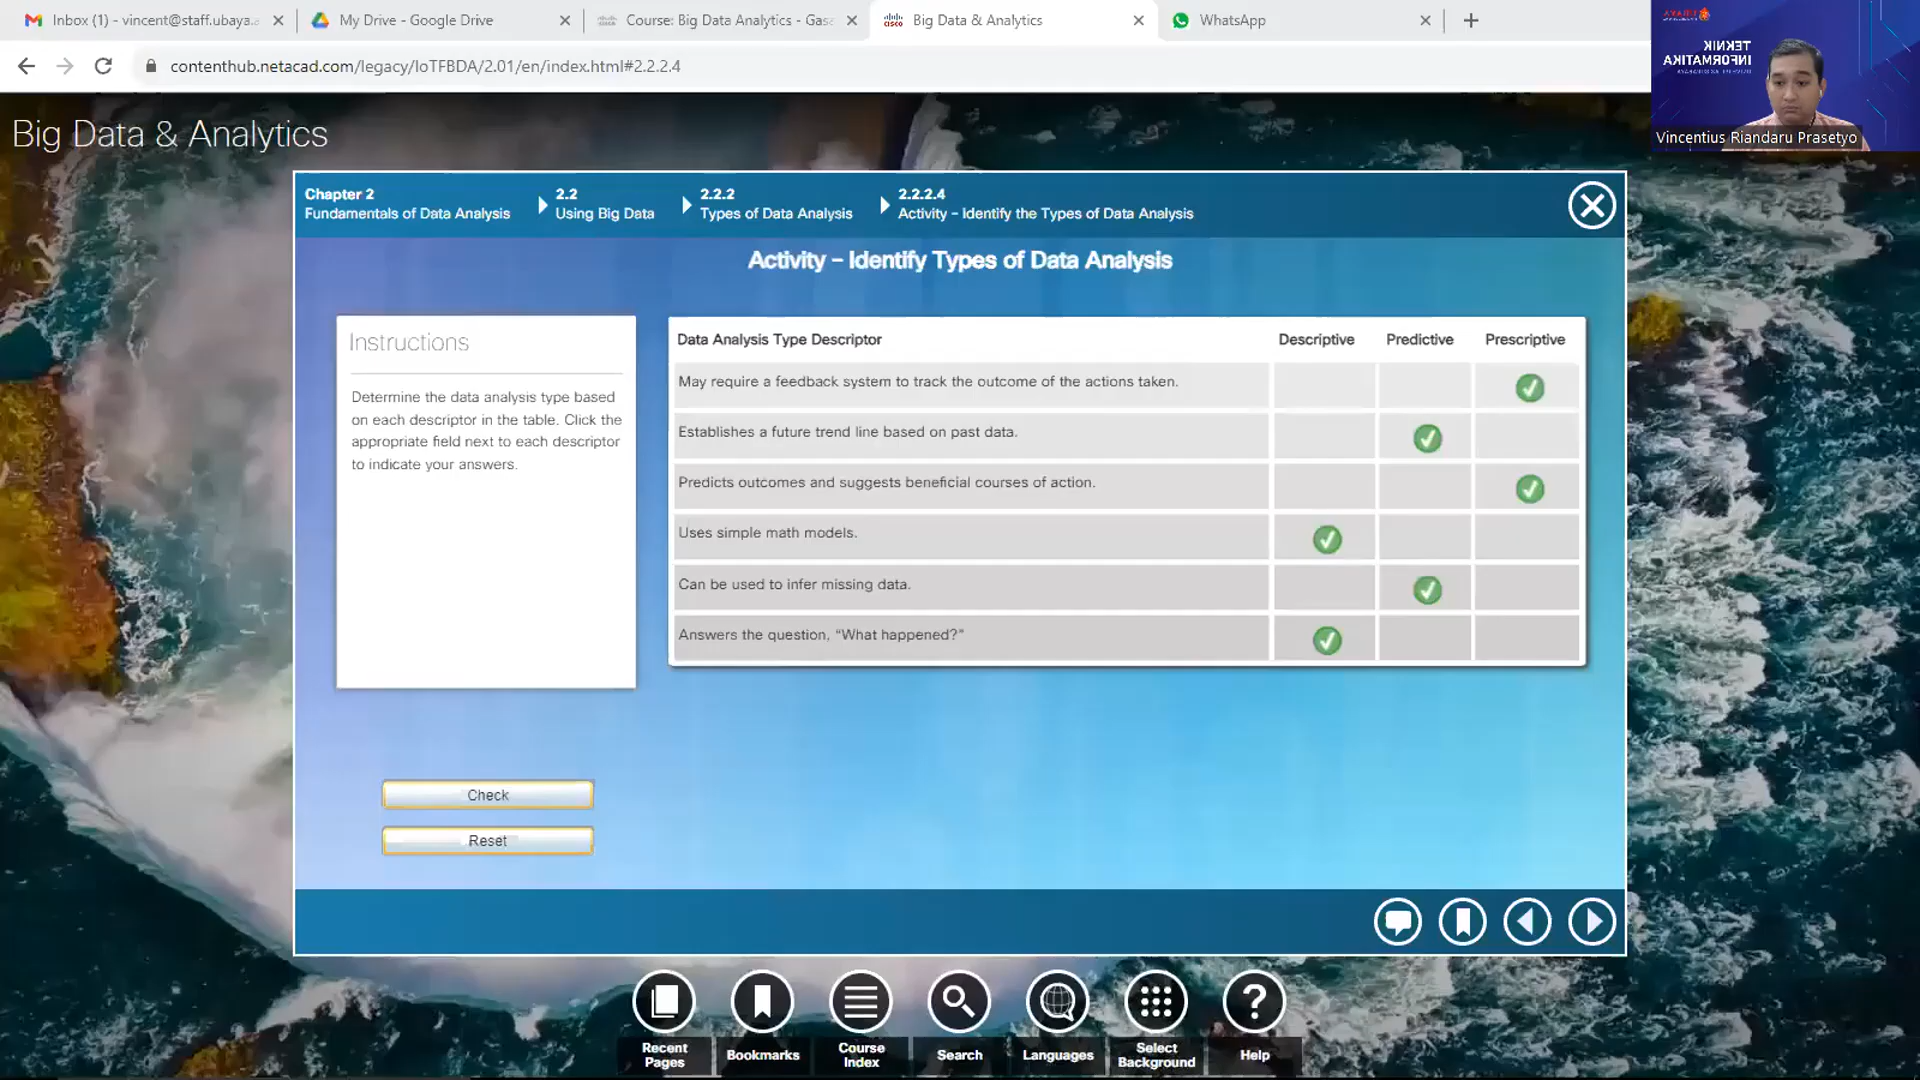 Inbox (1) - vincent@staff.ubaya.a
My Drive - Google Drive
Course: Big Data Analytics - Gasa
Big Data & Analytics
WhatsApp
contenthub.netacad.com/legacy/IoTFBDA/2.01/en/index.html#2.2.2.4
TEKNIK
INFORMATIKA
Vincentius Riandaru Prasetyo
Big Data & Analytics
Chapter 2
Fundamentals of Data Analysis
2.2
Using Big Data
2.2.2
Types of Data Analysis
2.2.2.4
Activity – Identify the Types of Data Analysis
Activity – Identify Types of Data Analysis
Instructions
Determine the data analysis type based
on each descriptor in the table. Click the
appropriate field next to each descriptor
to indicate your answers.
Data Analysis Type Descriptor Descriptive Predictive Prescriptive
May require a feedback system to track the outcome of the actions taken.
Establishes a future trend line based on past data.
Predicts outcomes and suggests beneficial courses of action.
Uses simple math models.
Can be used to infer missing data.
Answers the question, “What happened?”
Check
Reset
Recent
Pages
Bookmarks
Course
Index
Search
Languages
Select
Background
Help